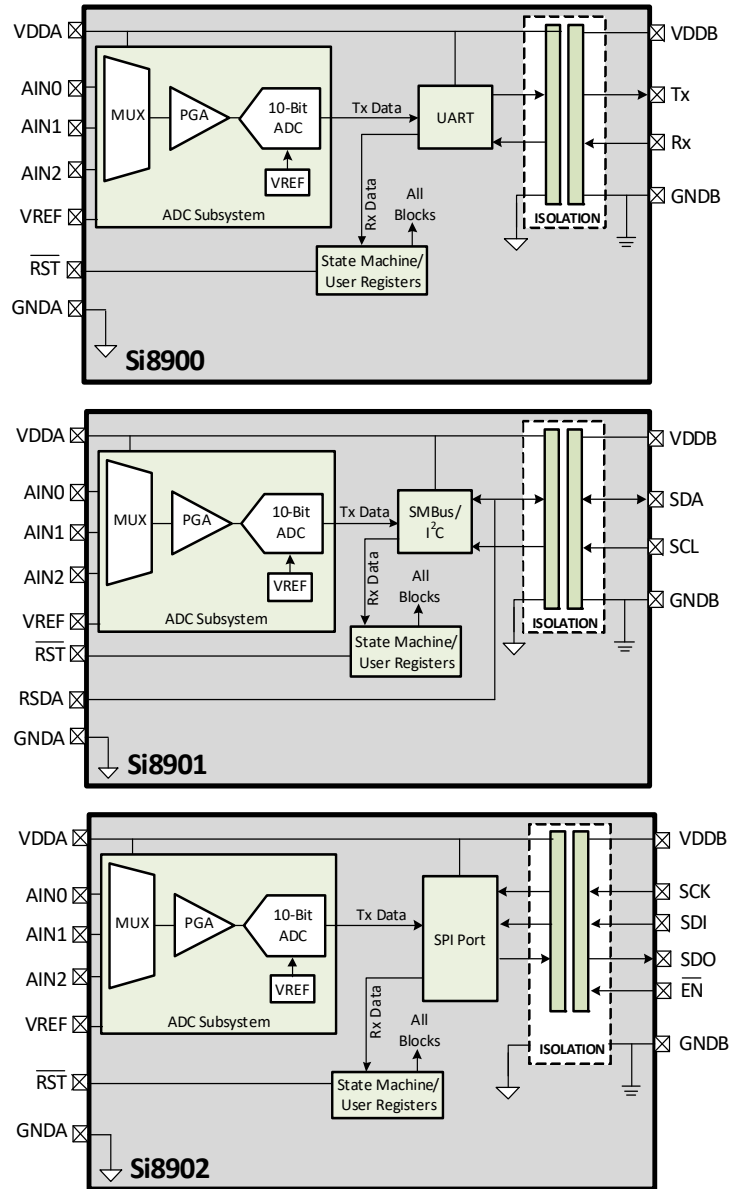 VDDA
AIN0
AIN1
AIN2
VREF
RST
GNDA
MUX
PGA
10-Bit
ADC
VREF
ADC Subsystem
Tx Data
UART
Rx Data
All
Blocks
State Machine/
User Registers
ISOLATION
VDDB
Tx
Rx
GNDB
Si8900
VDDA
AIN0
AIN1
AIN2
VREF
RST
RSDA
GNDA
MUX
PGA
10-Bit
ADC
VREF
ADC Subsystem
Tx Data
SMBus/
I²C
Rx Data
All
Blocks
State Machine/
User Registers
ISOLATION
VDDB
SDA
SCL
GNDB
Si8901
VDDA
AIN0
AIN1
AIN2
VREF
RST
GNDA
MUX
PGA
10-Bit
ADC
VREF
ADC Subsystem
Tx Data
SPI Port
Rx Data
All
Blocks
State Machine/
User Registers
ISOLATION
VDDB
SCK
SDI
SDO
EN
GNDB
Si8902